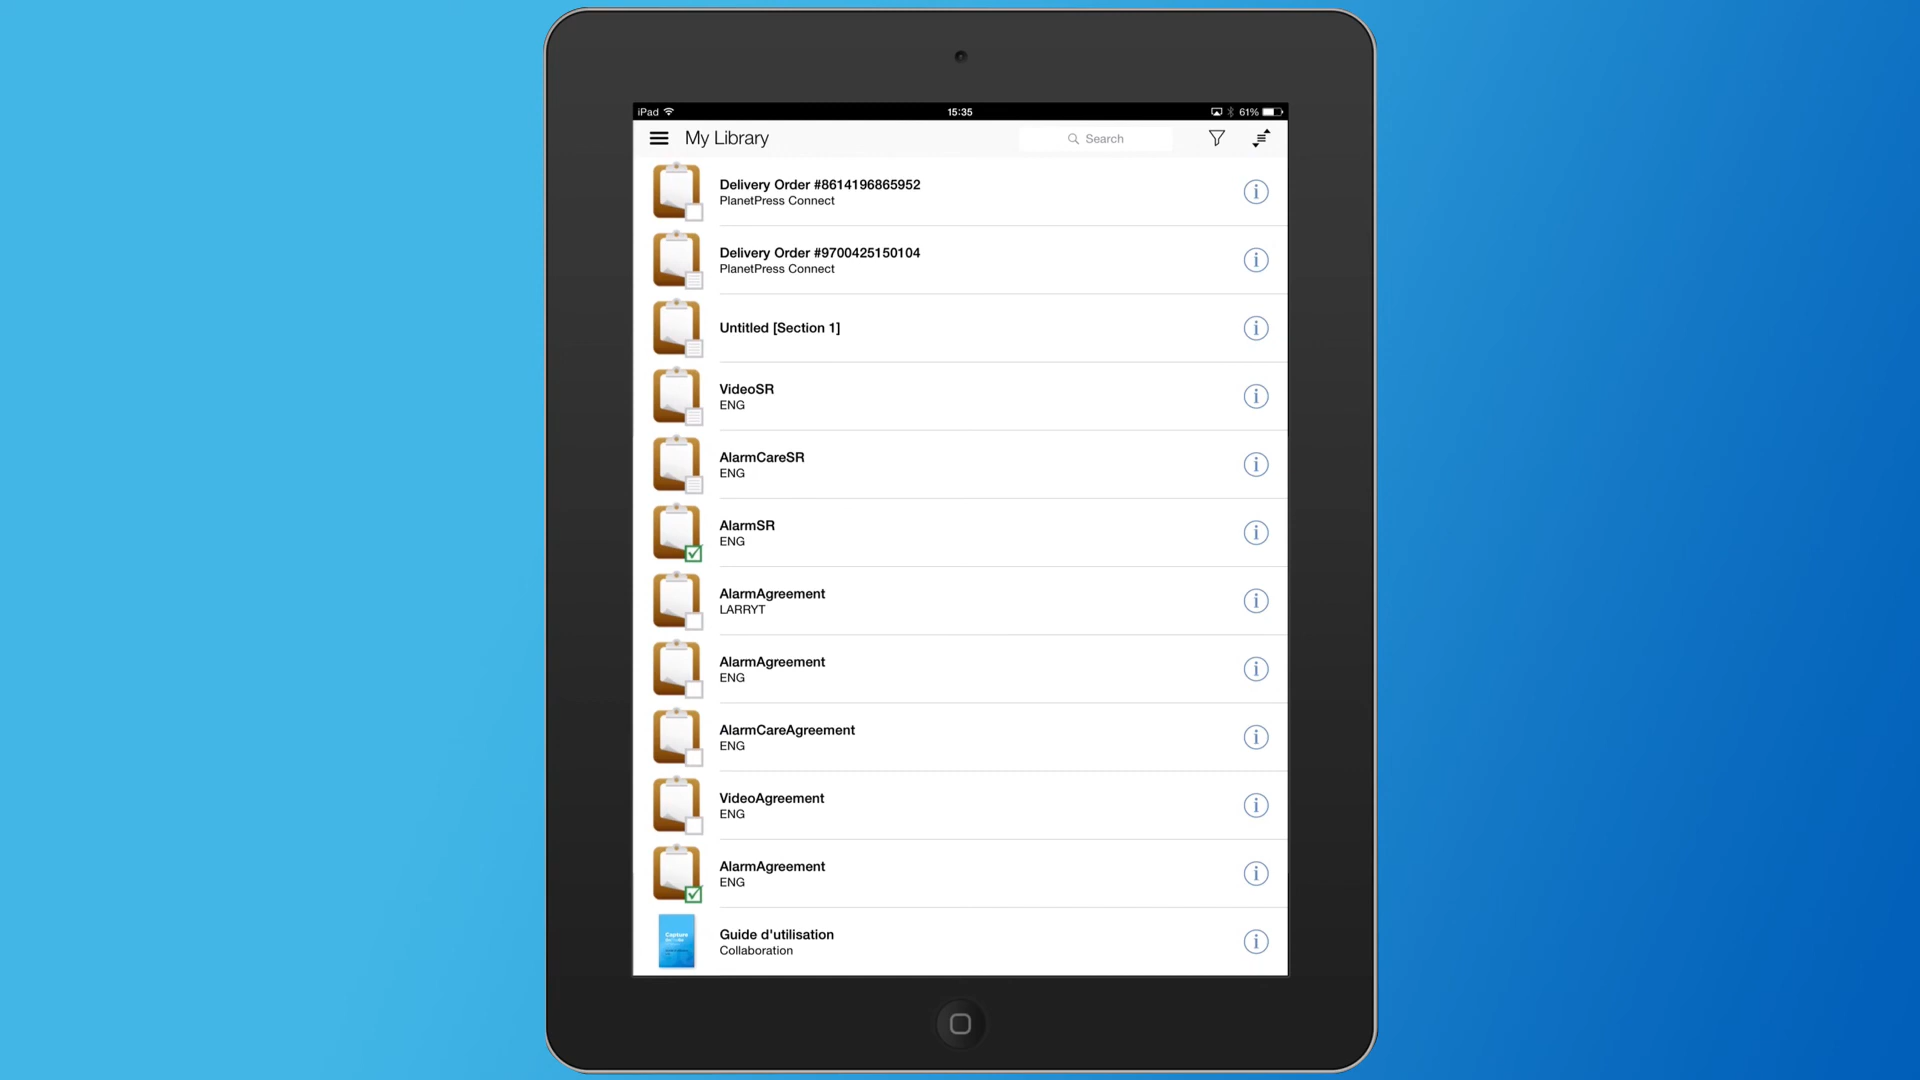 iPad
15:35
61%
My Library
Search
Delivery Order #8614196865952
PlanetPress Connect
Delivery Order #9700425150104
PlanetPress Connect
Untitled [Section 1]
VideoSR
ENG
AlarmCareSR
ENG
AlarmSR
ENG
AlarmAgreement
LARRYT
AlarmAgreement
ENG
AlarmCareAgreement
ENG
VideoAgreement
ENG
AlarmAgreement
ENG
Capture
Guide d'utilisation
Collaboration